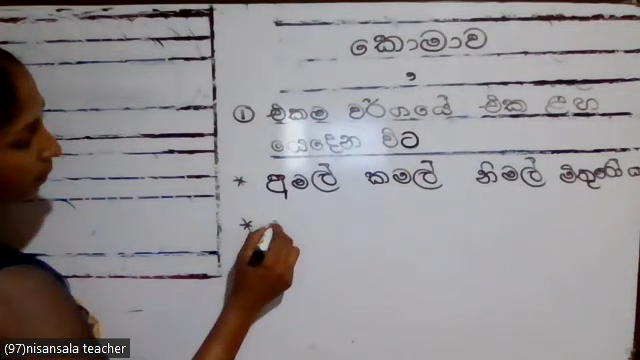 කොමාව
,
① එකම වර්ගයේ එක ළඟ
යෙදෙන විට
* අමල් කමල් නිමල් මිතුරෝය
*
(97)nisansala teacher